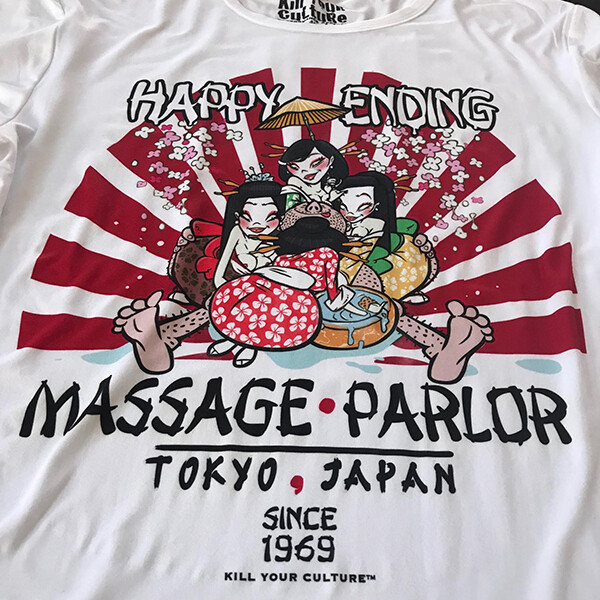 KILL YOUR
CULTURE
HAPPY ENDING
MASSAGE • PARLOR
TOKYO, JAPAN
SINCE
1969
KILL YOUR CULTURE™